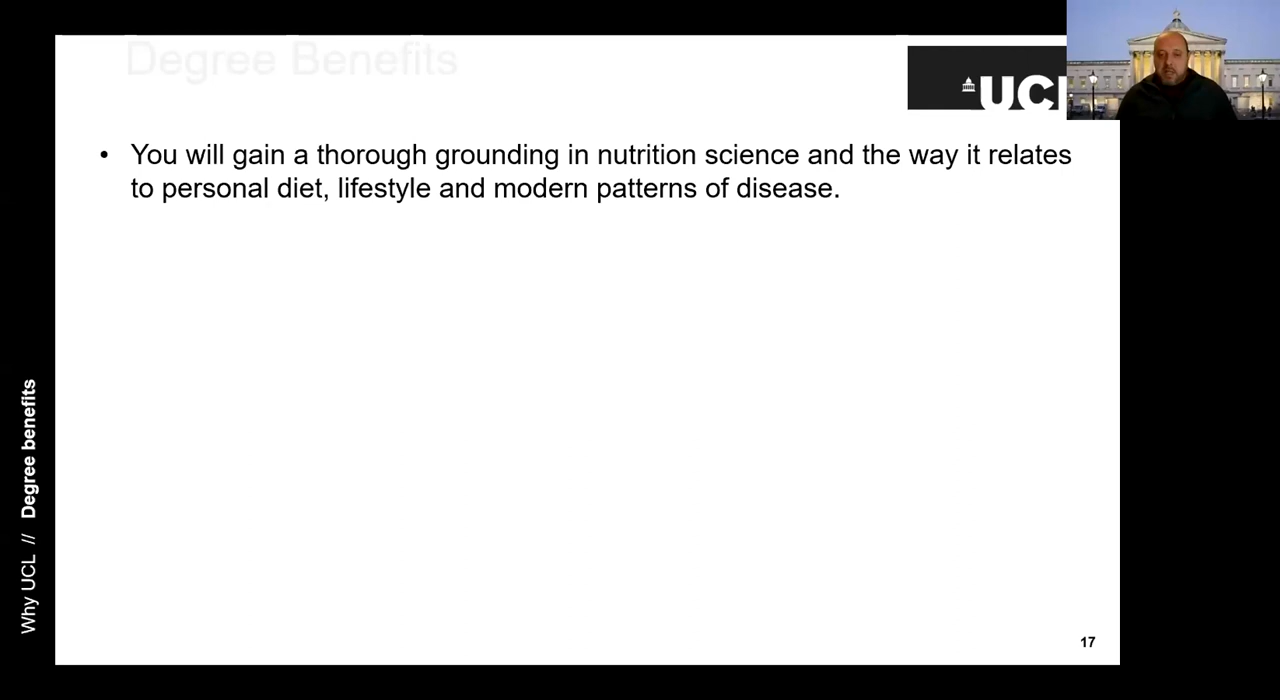 Degree Benefits
UCL
• You will gain a thorough grounding in nutrition science and the way it relates
to personal diet, lifestyle and modern patterns of disease.
Why UCL // Degree benefits
17